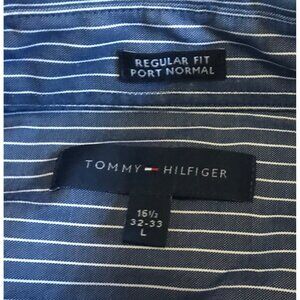 REGULAR FIT
PORT NORMAL
TOMMY HILFIGER
16½
32-33
L